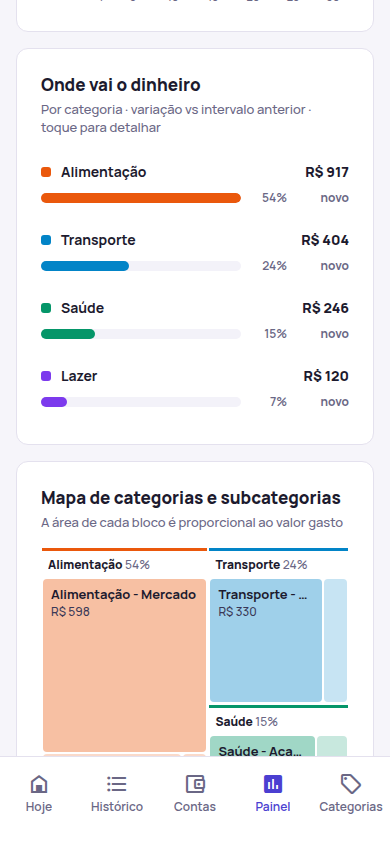 Onde vai o dinheiro
Por categoria · variação vs intervalo anterior ·
toque para detalhar
Alimentação R$ 917
54% novo
Transporte R$ 404
24% novo
Saúde R$ 246
15% novo
Lazer R$ 120
7% novo
Mapa de categorias e subcategorias
A área de cada bloco é proporcional ao valor gasto
Alimentação 54% Transporte 24%
Alimentação - Mercado Transporte - ...
R$ 598 R$ 330
Saúde 15%
Saúde - Aca...
Hoje Histórico Contas Painel Categorias